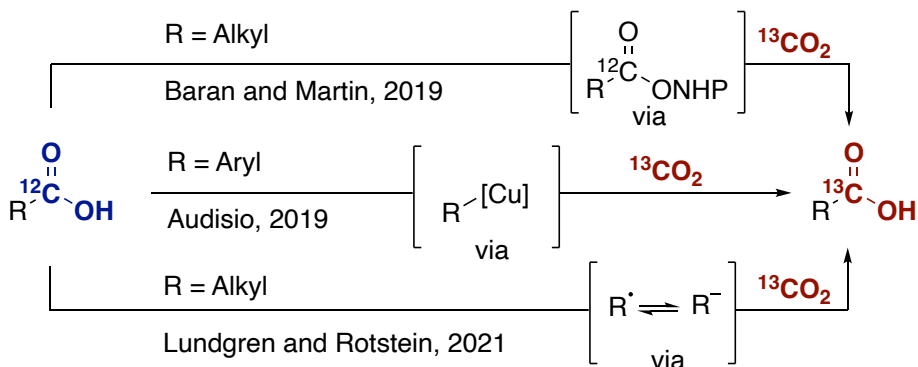 R = Alkyl
Baran and Martin, 2019
O
¹²C
R
ONHP
via
¹³CO₂
O
¹²C
R
OH
R = Aryl
Audisio, 2019
R
[Cu]
via
¹³CO₂
O
¹³C
R
OH
R = Alkyl
Lundgren and Rotstein, 2021
R• ⇌ R⁻
via
¹³CO₂